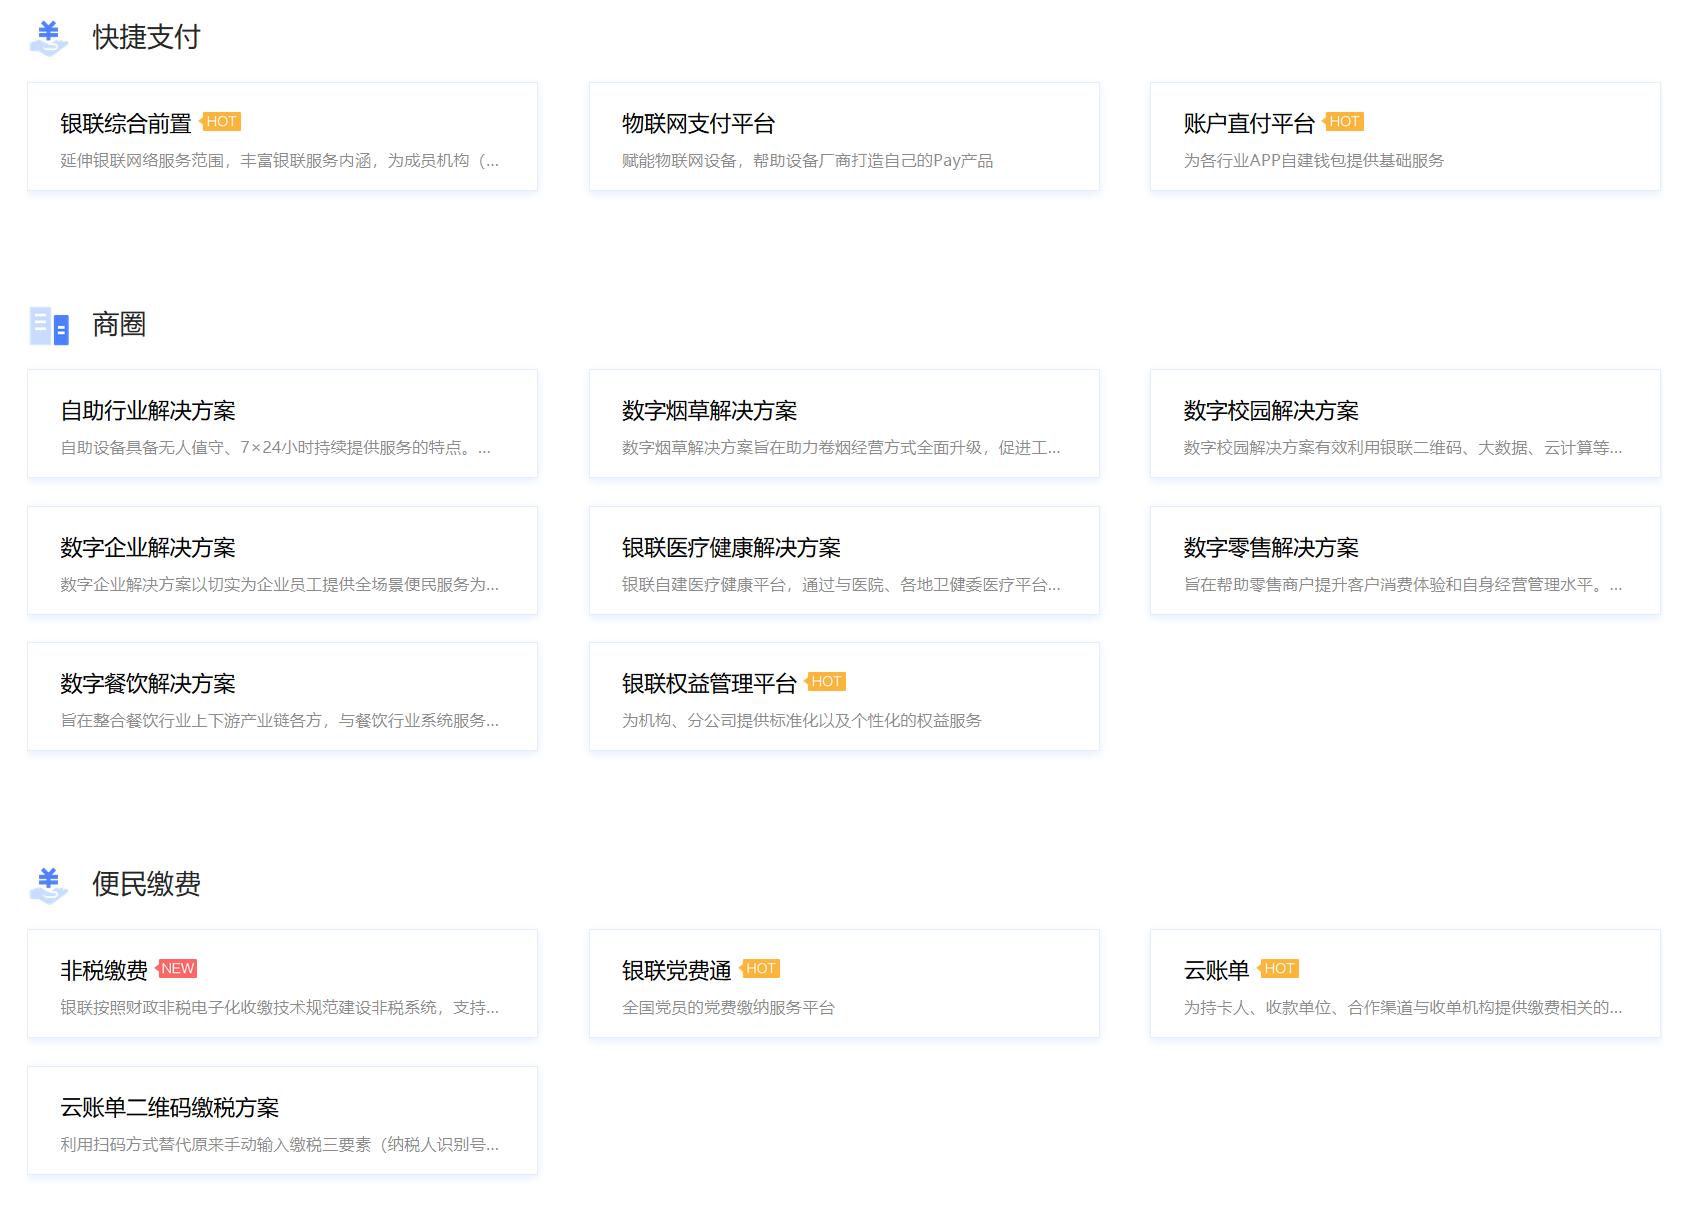 快捷支付
银联综合前置 HOT
延伸银联网络服务范围，丰富银联服务内涵，为成员机构（...
物联网支付平台
赋能物联网设备，帮助设备厂商打造自己的Pay产品
账户直付平台 HOT
为各行业APP自建钱包提供基础服务
商圈
自助行业解决方案
自助设备具备无人值守、7×24小时持续提供服务的特点。...
数字烟草解决方案
数字烟草解决方案旨在助力卷烟经营方式全面升级，促进工...
数字校园解决方案
数字校园解决方案有效利用银联二维码、大数据、云计算等...
数字企业解决方案
数字企业解决方案以切实为企业员工提供全场景便民服务为...
银联医疗健康解决方案
银联自建医疗健康平台，通过与医院、各地卫健委医疗平台...
数字零售解决方案
旨在帮助零售商户提升客户消费体验和自身经营管理水平。...
数字餐饮解决方案
旨在整合餐饮行业上下游产业链各方，与餐饮行业系统服务...
银联权益管理平台 HOT
为机构、分公司提供标准化以及个性化的权益服务
便民缴费
非税缴费 NEW
银联按照财政非税电子化收缴技术规范建设非税系统，支持...
银联党费通 HOT
全国党员的党费缴纳服务平台
云账单 HOT
为持卡人、收款单位、合作渠道与收单机构提供缴费相关的...
云账单二维码缴税方案
利用扫码方式替代原来手动输入缴税三要素（纳税人识别号...